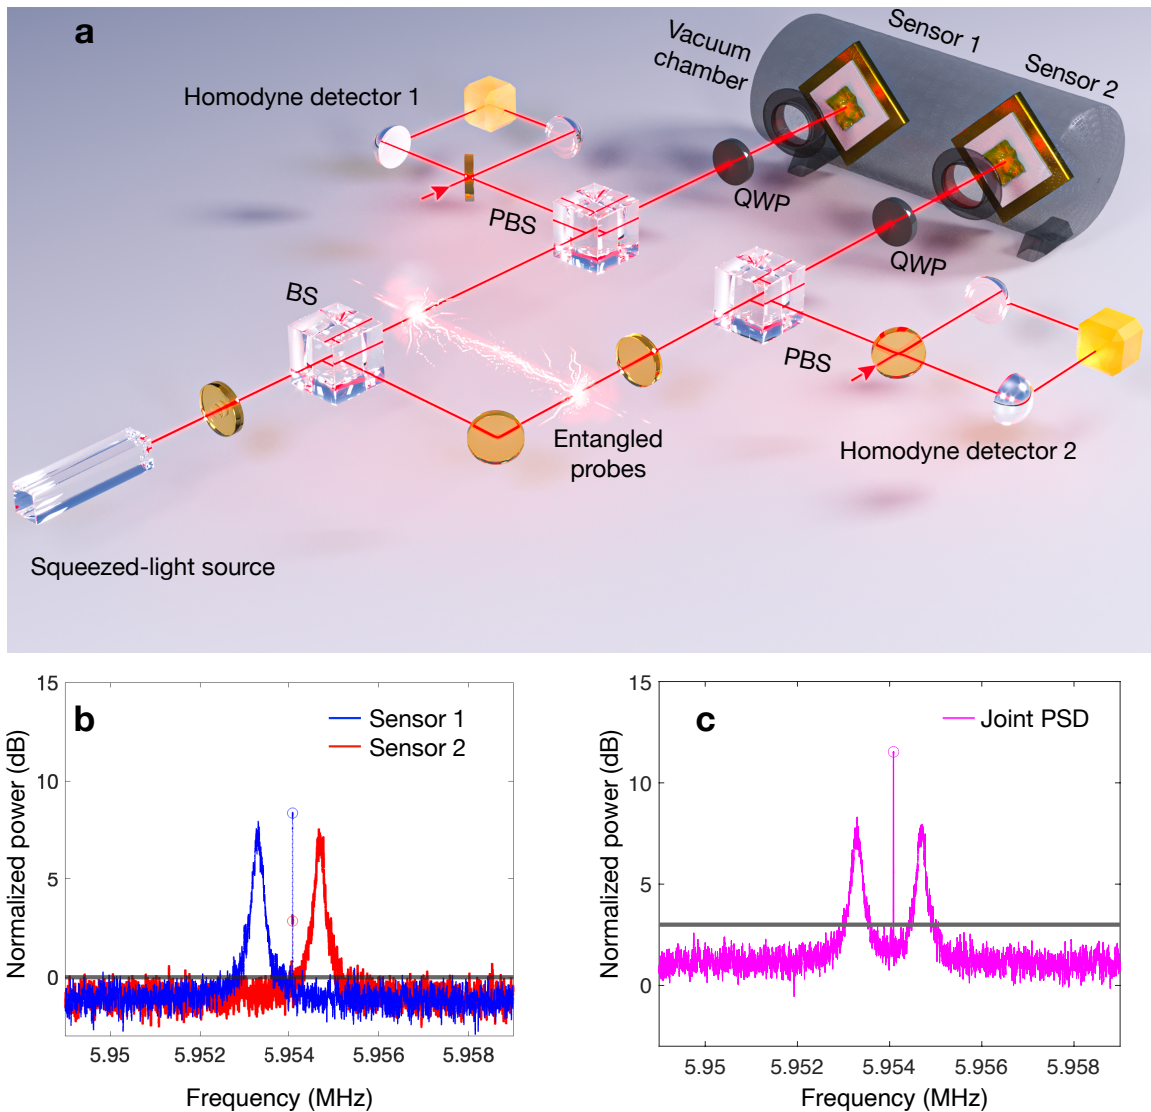 a
Homodyne detector 1
Vacuum
chamber
Sensor 1
Sensor 2
PBS
QWP
QWP
BS
PBS
Entangled
probes
Homodyne detector 2
Squeezed-light source
b
Sensor 1
Sensor 2
Normalized power (dB)
15
10
5
0
5.95
5.952
5.954
5.956
5.958
Frequency (MHz)
c
Joint PSD
Normalized power (dB)
15
10
5
0
5.95
5.952
5.954
5.956
5.958
Frequency (MHz)